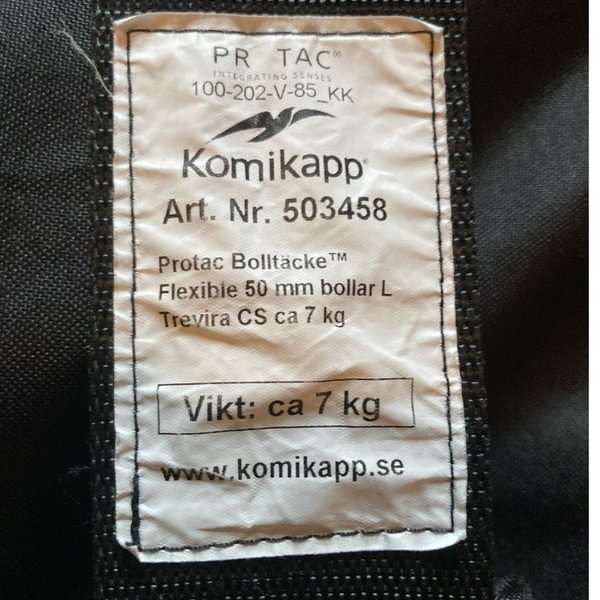 PR TAC®
INTEGRATING SENSES
100-202-V-85_KK
Komikapp®
Art. Nr. 503458
Protac Bolltäcke™
Flexible 50 mm bollar L
Trevira CS ca 7 kg
Vikt: ca 7 kg
www.komikapp.se